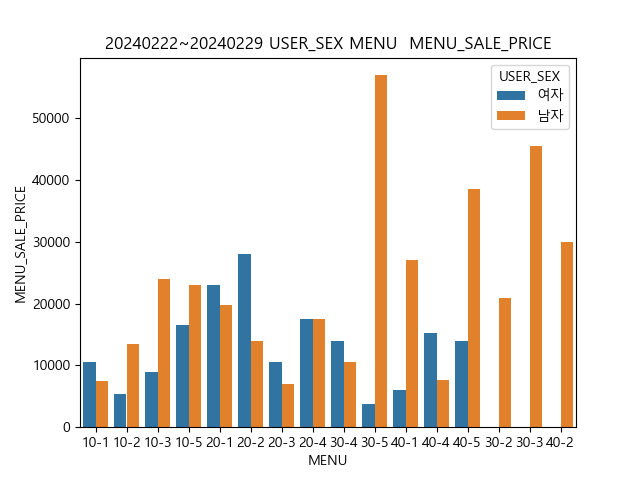 20240222~20240229 USER_SEX MENU  MENU_SALE_PRICE
USER_SEX
여자
남자
MENU_SALE_PRICE
50000
40000
30000
20000
10000
0
10-1 10-2 10-3 10-5 20-1 20-2 20-3 20-4 30-4 30-5 40-1 40-4 40-5 30-2 30-3 40-2
MENU